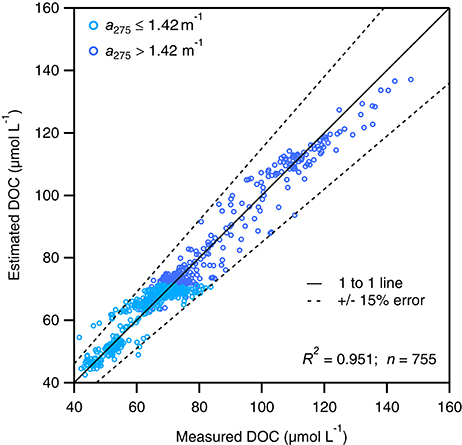 a275 ≤ 1.42 m-1
a275 > 1.42 m-1
160
140
120
100
80
60
40
Estimated DOC (µmol L-1)
1 to 1 line
+/- 15% error
R2 = 0.951; n = 755
40 60 80 100 120 140 160
Measured DOC (µmol L-1)